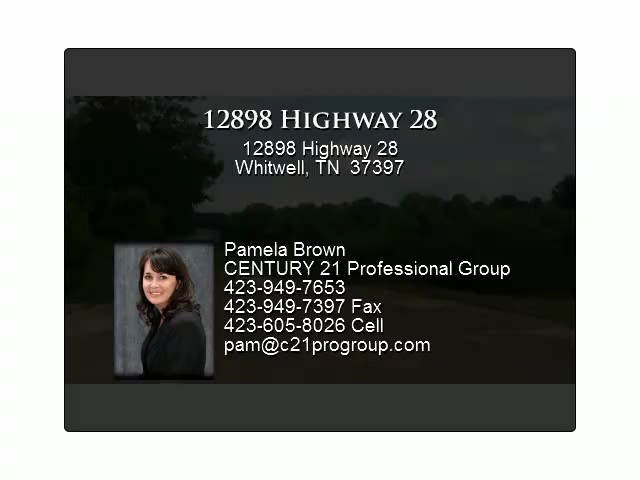 12898 Highway 28
12898 Highway 28
Whitwell, TN  37397
Pamela Brown
CENTURY 21 Professional Group
423-949-7653
423-949-7397 Fax
423-605-8026 Cell
pam@c21progroup.com